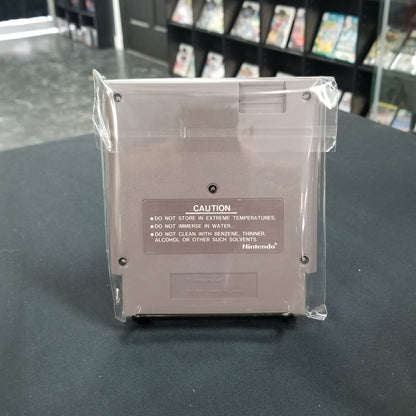 CAUTION
●DO NOT STORE IN EXTREME TEMPERATURES.
●DO NOT IMMERSE IN WATER.
●DO NOT CLEAN WITH BENZENE, THINNER,
ALCOHOL OR OTHER SUCH SOLVENTS.
Nintendo®